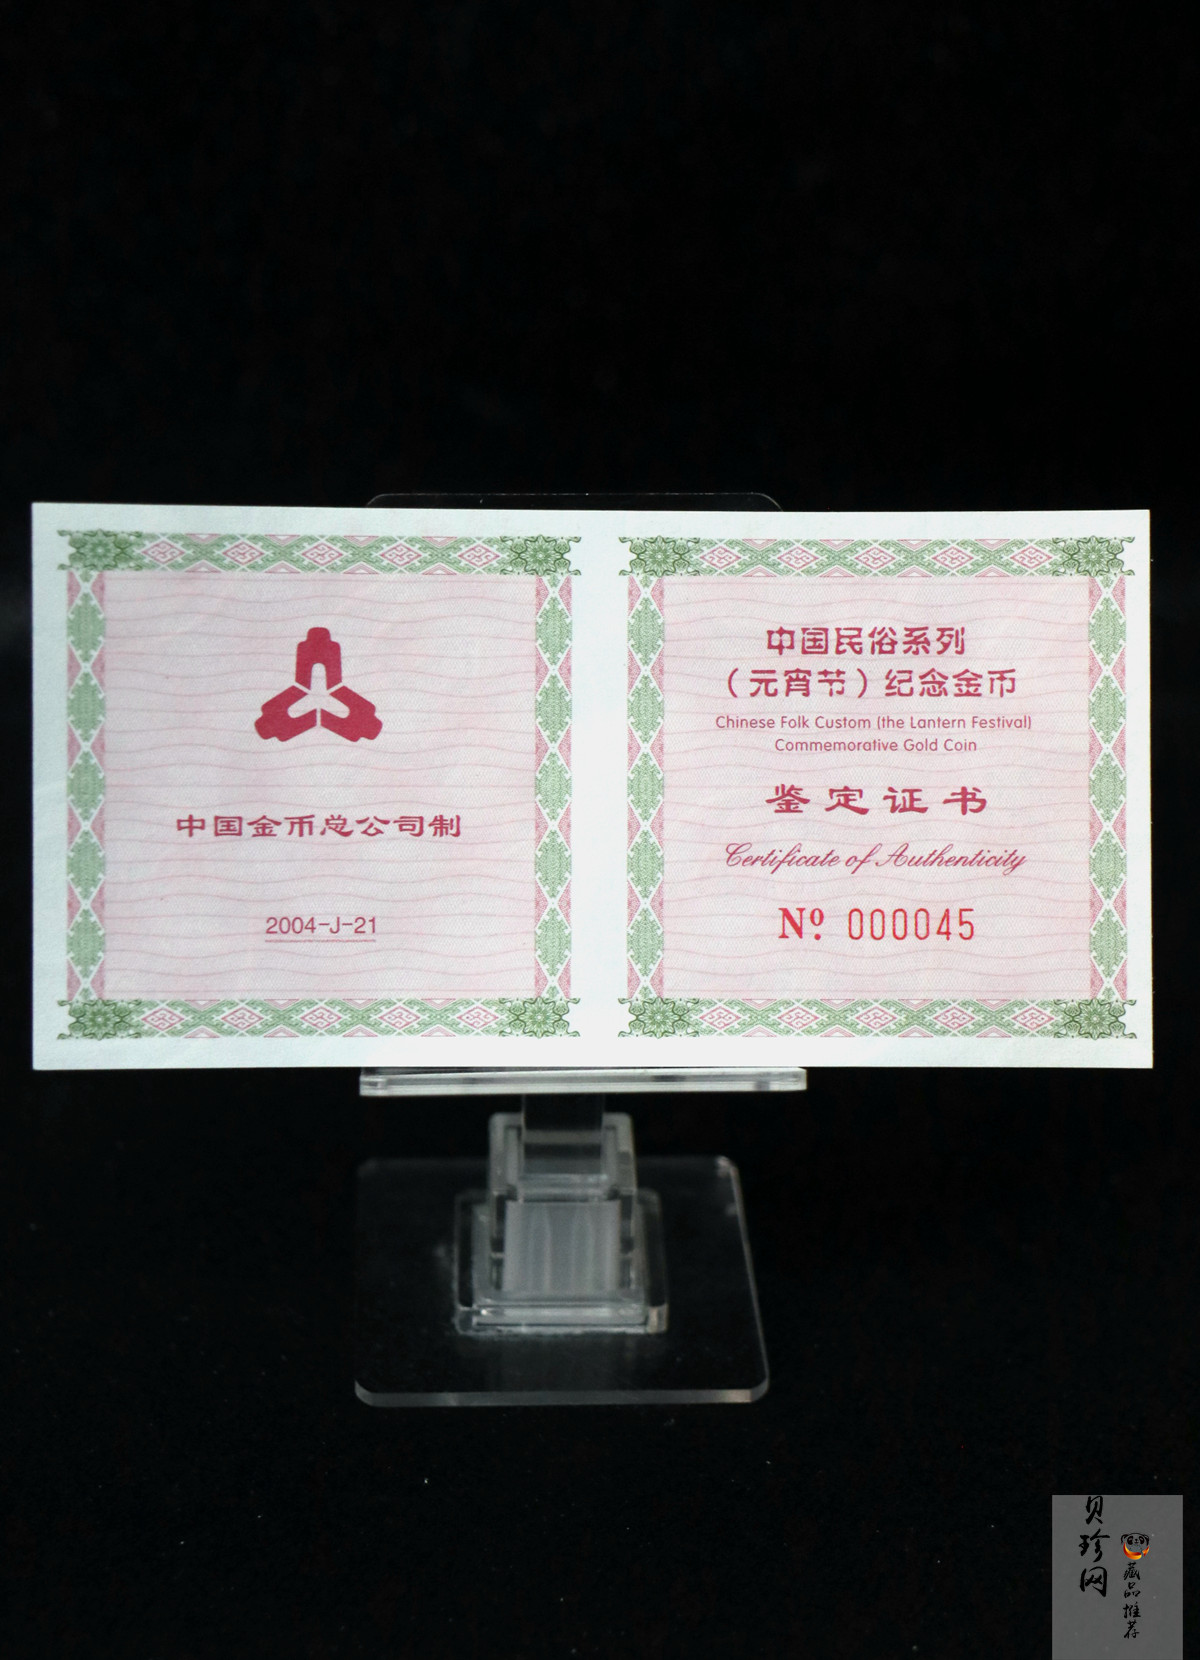 中国金币总公司制
2004-J-21
中国民俗系列
（元宵节）纪念金币
Chinese Folk Custom (the Lantern Festival)
Commemorative Gold Coin
鉴定证书
Certificate of Authenticity
Nº 000045
贝珍网
藏品推荐